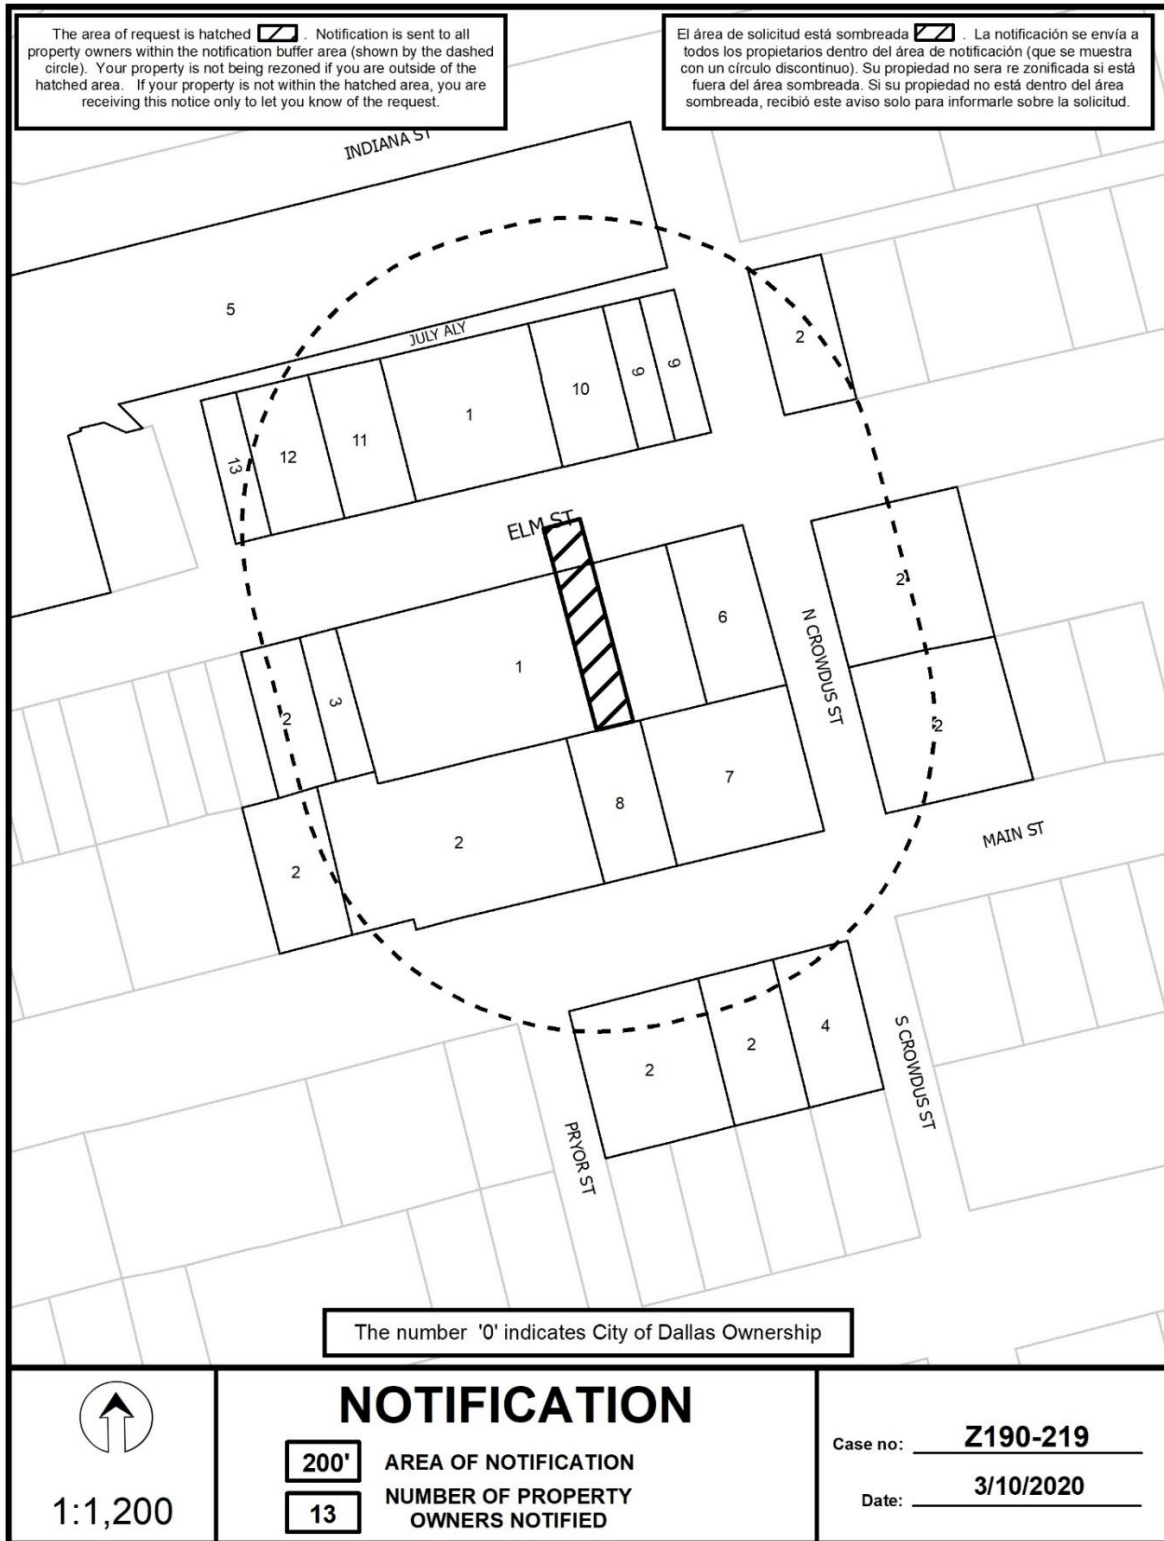 The area of request is hatched . Notification is sent to all
property owners within the notification buffer area (shown by the dashed
circle). Your property is not being rezoned if you are outside of the
hatched area. If your property is not within the hatched area, you are
receiving this notice only to let you know of the request.
El área de solicitud está sombreada . La notificación se envía a
todos los propietarios dentro del área de notificación (que se muestra
con un círculo discontinuo). Su propiedad no sera re zonificada si está
fuera del área sombreada. Si su propiedad no está dentro del área
sombreada, recibió este aviso solo para informarle sobre la solicitud.
INDIANA ST
5
JULY ALY
2
13
12
11
1
10
9
9
ELM ST
2
3
1
6
N CROWDUS ST
2
2
2
2
8
7
MAIN ST
2
2
4
PRYOR ST
S CROWDUS ST
The number '0' indicates City of Dallas Ownership
1:1,200
NOTIFICATION
200' AREA OF NOTIFICATION
13 NUMBER OF PROPERTY
OWNERS NOTIFIED
Case no: Z190-219
Date: 3/10/2020